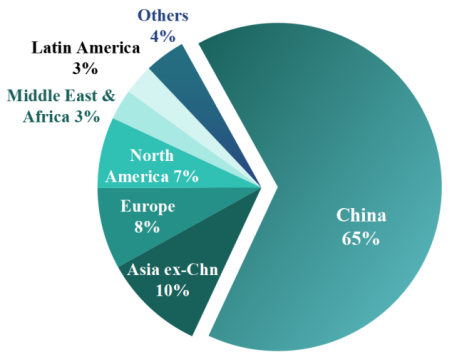 Others
4%
Latin America
3%
Middle East &
Africa 3%
North
America 7%
Europe
8%
Asia ex-Chn
10%
China
65%